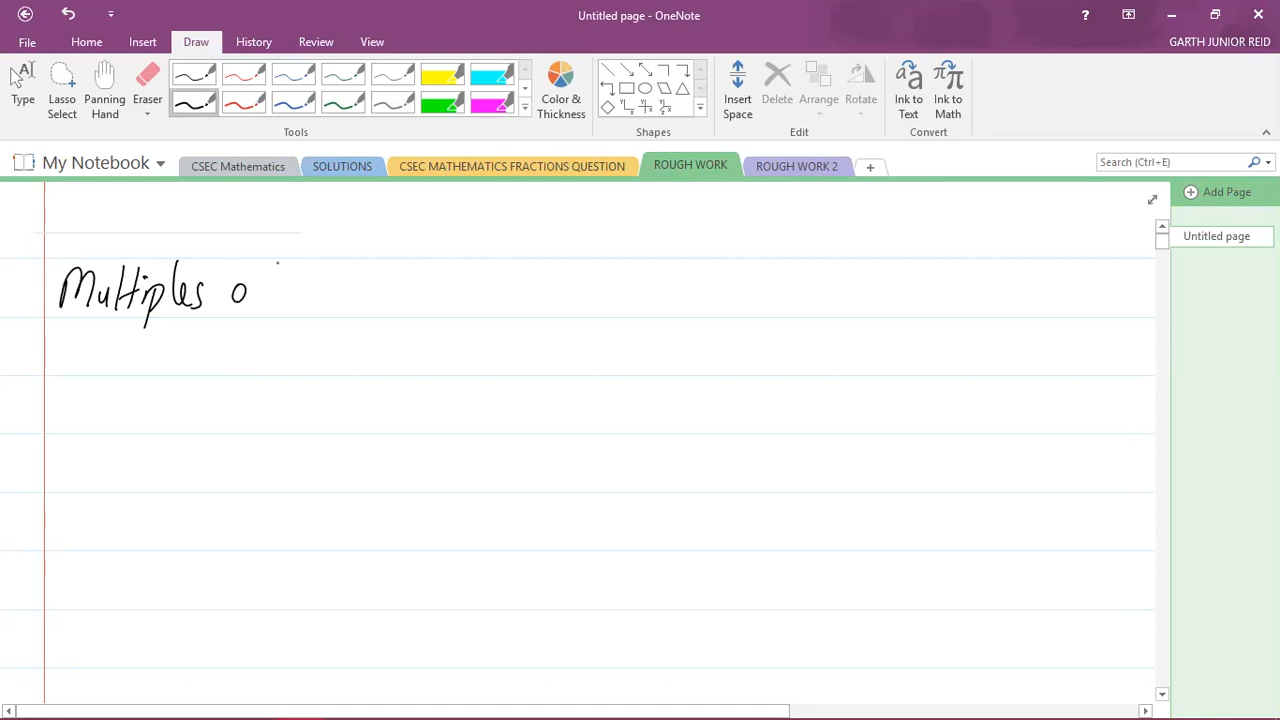 Untitled page - OneNote
?
File
Home
Insert
Draw
History
Review
View
GARTH JUNIOR REID
Type
Lasso Select
Panning Hand
Eraser
Color & Thickness
Insert Space
Delete
Arrange
Rotate
Ink to Text
Ink to Math
Tools
Shapes
Edit
Convert
My Notebook
CSEC Mathematics
SOLUTIONS
CSEC MATHEMATICS FRACTIONS QUESTION
ROUGH WORK
ROUGH WORK 2
Search (Ctrl+E)
Add Page
Untitled page
Multiples o